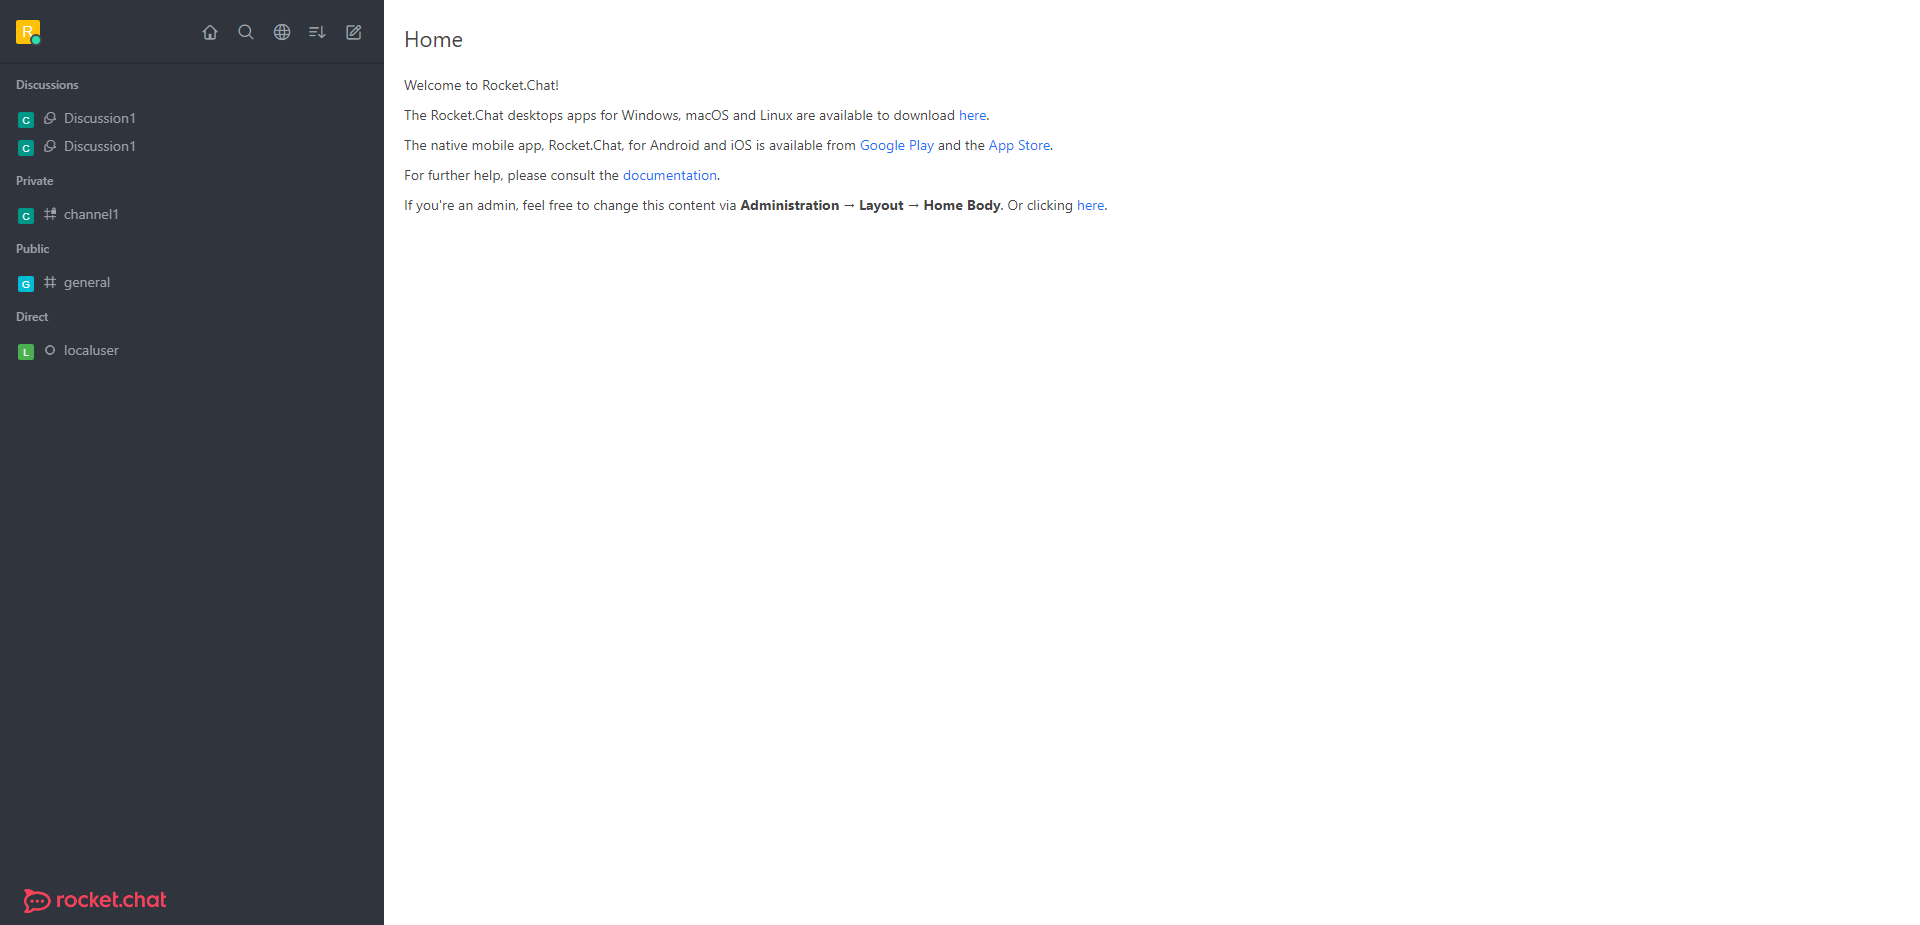 R
Discussions
C Discussion1
C Discussion1
Private
C channel1
Public
G general
Direct
L localuser
rocket.chat
Home
Welcome to Rocket.Chat!
The Rocket.Chat desktops apps for Windows, macOS and Linux are available to download here.
The native mobile app, Rocket.Chat, for Android and iOS is available from Google Play and the App Store.
For further help, please consult the documentation.
If you're an admin, feel free to change this content via Administration → Layout → Home Body. Or clicking here.